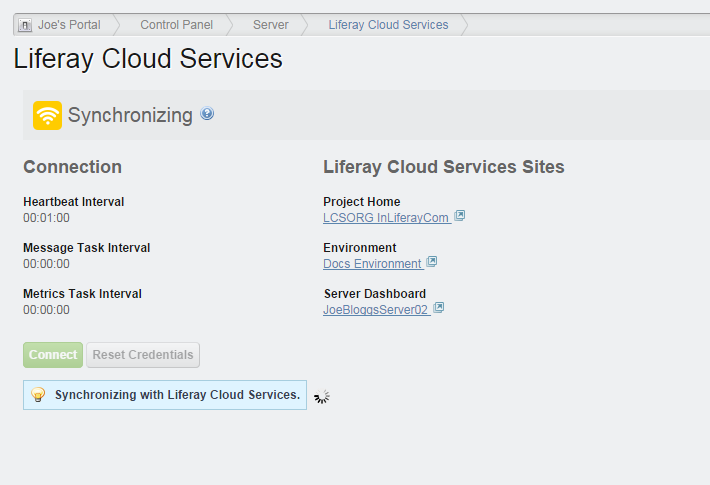 Joe's Portal Control Panel Server Liferay Cloud Services
Liferay Cloud Services
Synchronizing ?
Connection Liferay Cloud Services Sites
Heartbeat Interval Project Home
00:01:00 LCSORG InLiferayCom
Message Task Interval Environment
00:00:00 Docs Environment
Metrics Task Interval Server Dashboard
00:00:00 JoeBloggsServer02
Connect Reset Credentials
Synchronizing with Liferay Cloud Services.